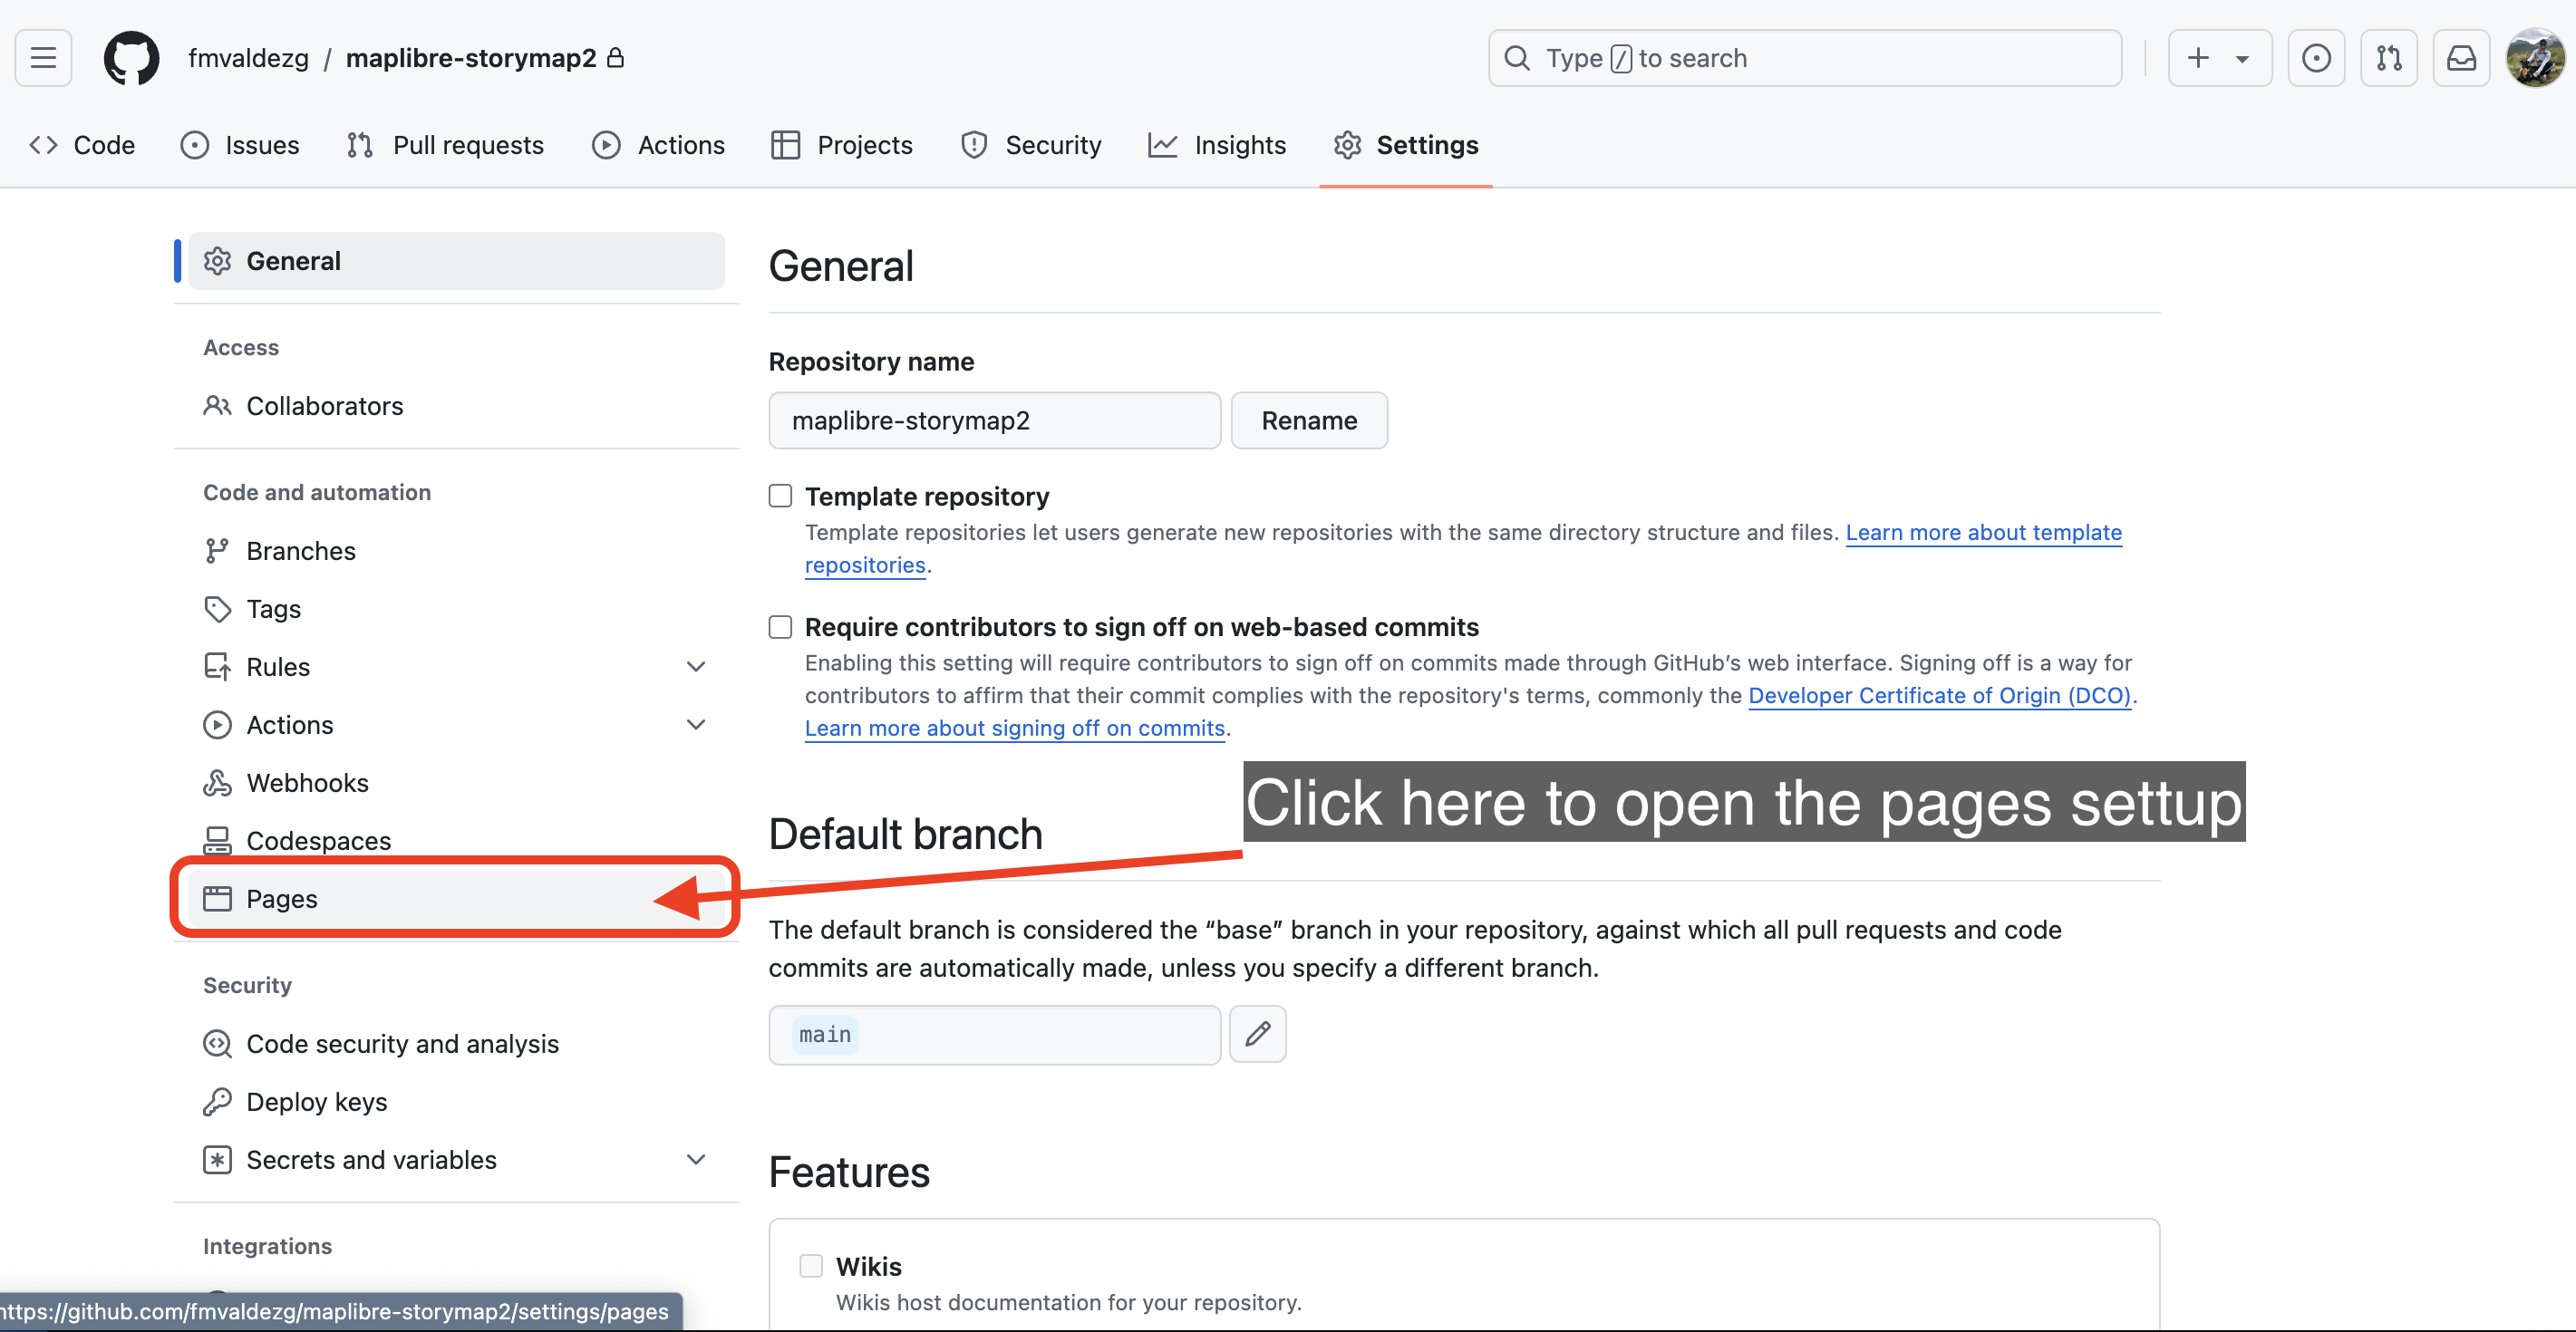 fmvaldezg / maplibre-storymap2
Type / to search
Code
Issues
Pull requests
Actions
Projects
Security
Insights
Settings
General
Access
Collaborators
Code and automation
Branches
Tags
Rules
Actions
Webhooks
Codespaces
Pages
Security
Code security and analysis
Deploy keys
Secrets and variables
Integrations
General
Repository name
maplibre-storymap2
Rename
Template repository
Template repositories let users generate new repositories with the same directory structure and files. Learn more about template
repositories.
Require contributors to sign off on web-based commits
Enabling this setting will require contributors to sign off on commits made through GitHub’s web interface. Signing off is a way for
contributors to affirm that their commit complies with the repository's terms, commonly the Developer Certificate of Origin (DCO).
Learn more about signing off on commits.
Click here to open the pages settup
Default branch
The default branch is considered the “base” branch in your repository, against which all pull requests and code
commits are automatically made, unless you specify a different branch.
main
Features
Wikis
Wikis host documentation for your repository.
https://github.com/fmvaldezg/maplibre-storymap2/settings/pages